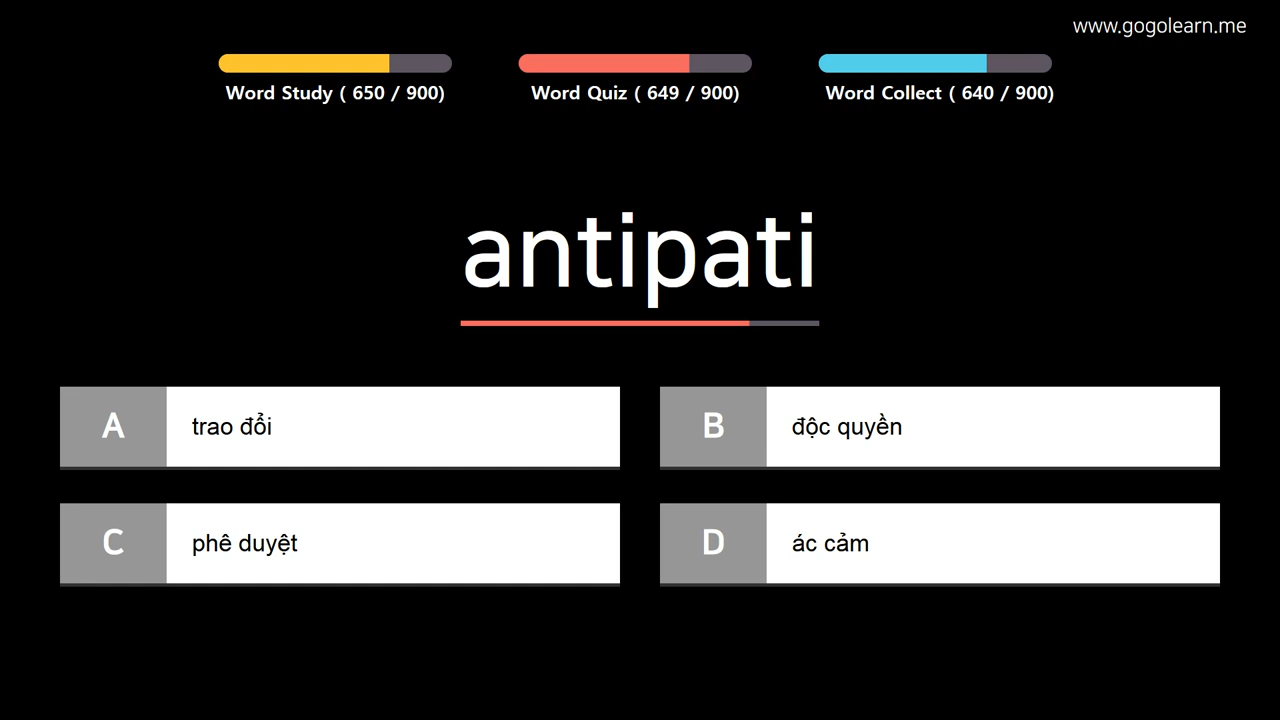 www.gogolearn.me
Word Study ( 650 / 900)
Word Quiz ( 649 / 900)
Word Collect ( 640 / 900)
antipati
A trao đổi
B độc quyền
C phê duyệt
D ác cảm